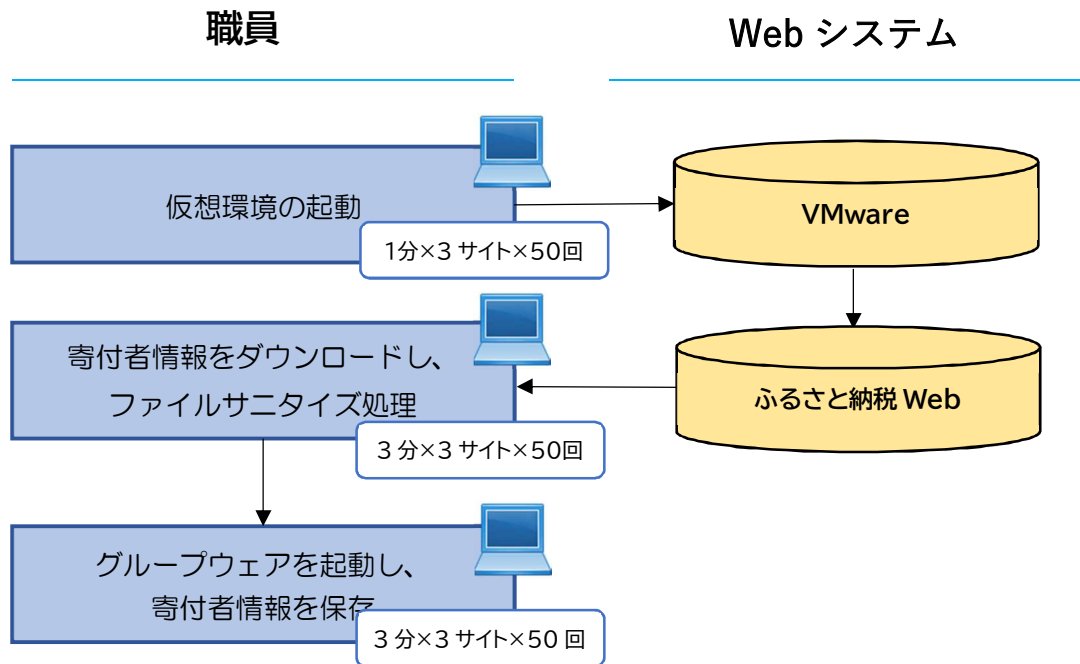 職員
Web システム
仮想環境の起動
1分×3 サイト×50回
VMware
寄付者情報をダウンロードし、
ファイルサニタイズ処理
3 分×3 サイト×50回
ふるさと納税 Web
グループウェアを起動し、
寄付者情報を保存
3 分×3 サイト×50 回